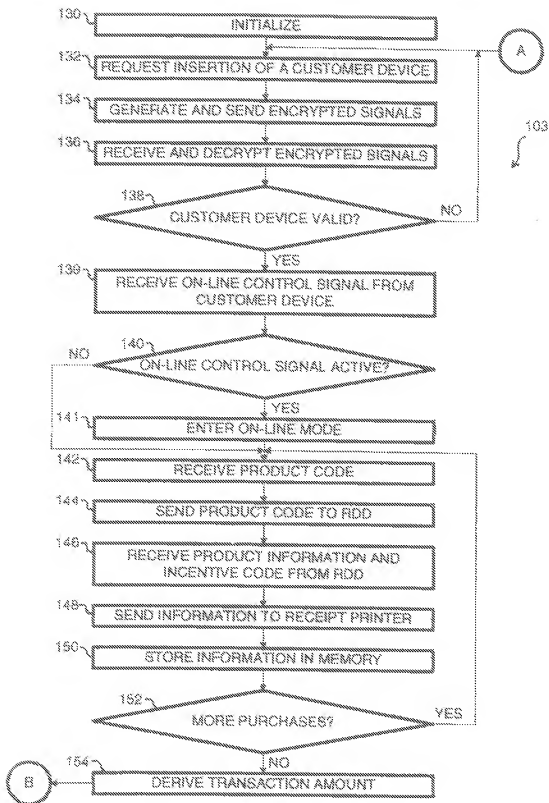 130
INITIALIZE
A
132
REQUEST INSERTION OF A CUSTOMER DEVICE
134
GENERATE AND SEND ENCRYPTED SIGNALS
103
136
RECEIVE AND DECRYPT ENCRYPTED SIGNALS
138
CUSTOMER DEVICE VALID?
NO
YES
139
RECEIVE ON-LINE CONTROL SIGNAL FROM
CUSTOMER DEVICE
140
NO
ON-LINE CONTROL SIGNAL ACTIVE?
YES
141
ENTER ON-LINE MODE
142
RECEIVE PRODUCT CODE
144
SEND PRODUCT CODE TO RDD
146
RECEIVE PRODUCT INFORMATION AND
INCENTIVE CODE FROM RDD
148
SEND INFORMATION TO RECEIPT PRINTER
150
STORE INFORMATION IN MEMORY
152
MORE PURCHASES?
YES
NO
154
B
DERIVE TRANSACTION AMOUNT